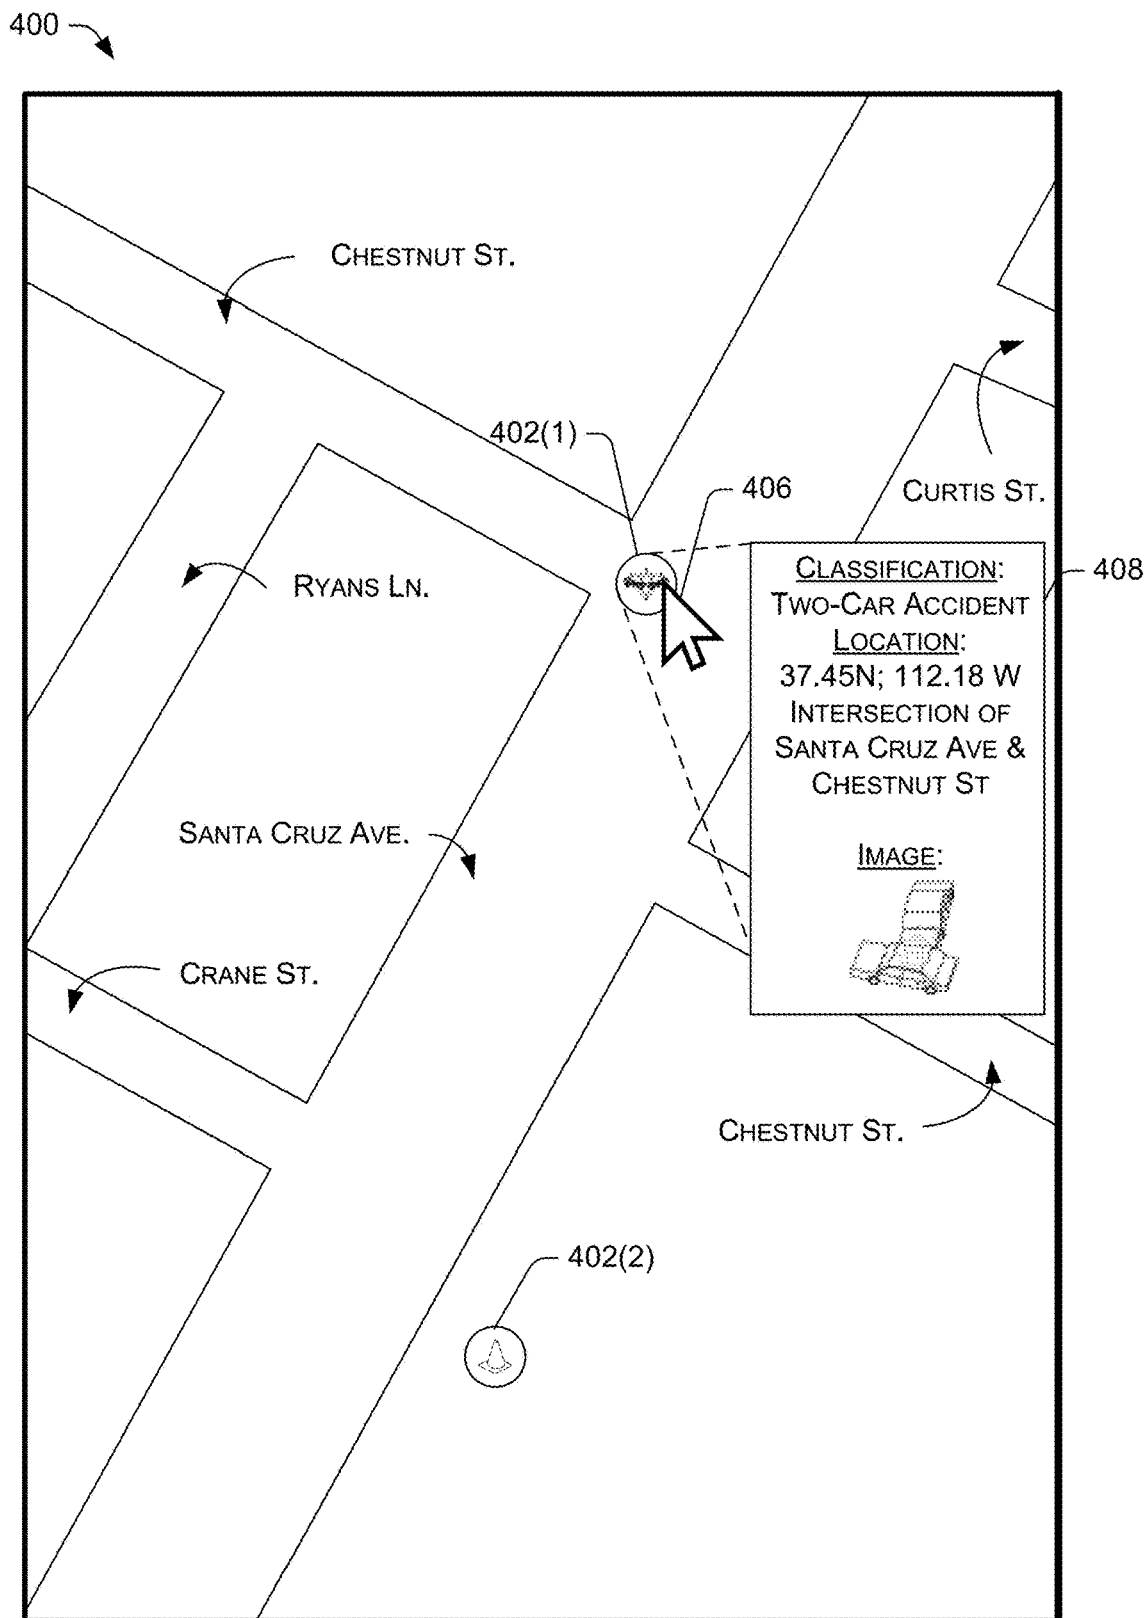 400
CHESTNUT ST.
402(1)
406
CURTIS ST.
408
CLASSIFICATION:
TWO-CAR ACCIDENT
LOCATION:
37.45N; 112.18 W
INTERSECTION OF
SANTA CRUZ AVE &
CHESTNUT ST
IMAGE:
RYANS LN.
SANTA CRUZ AVE.
CRANE ST.
CHESTNUT ST.
402(2)